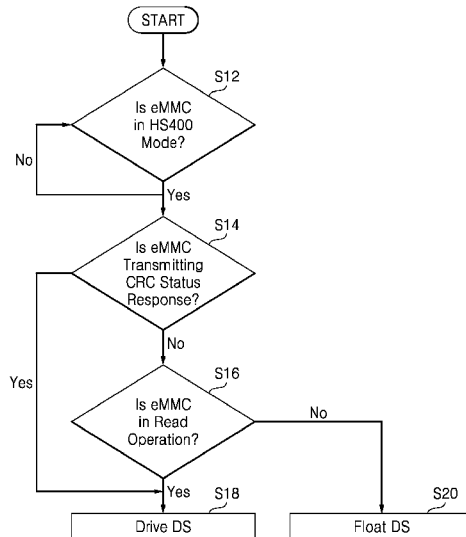 START
S12
Is eMMC
in HS400
Mode?
No
Yes
S14
Is eMMC
Transmitting
CRC Status
Response?
No
Yes
S16
Is eMMC
in Read
Operation?
No
Yes
S18
S20
Drive DS
Float DS